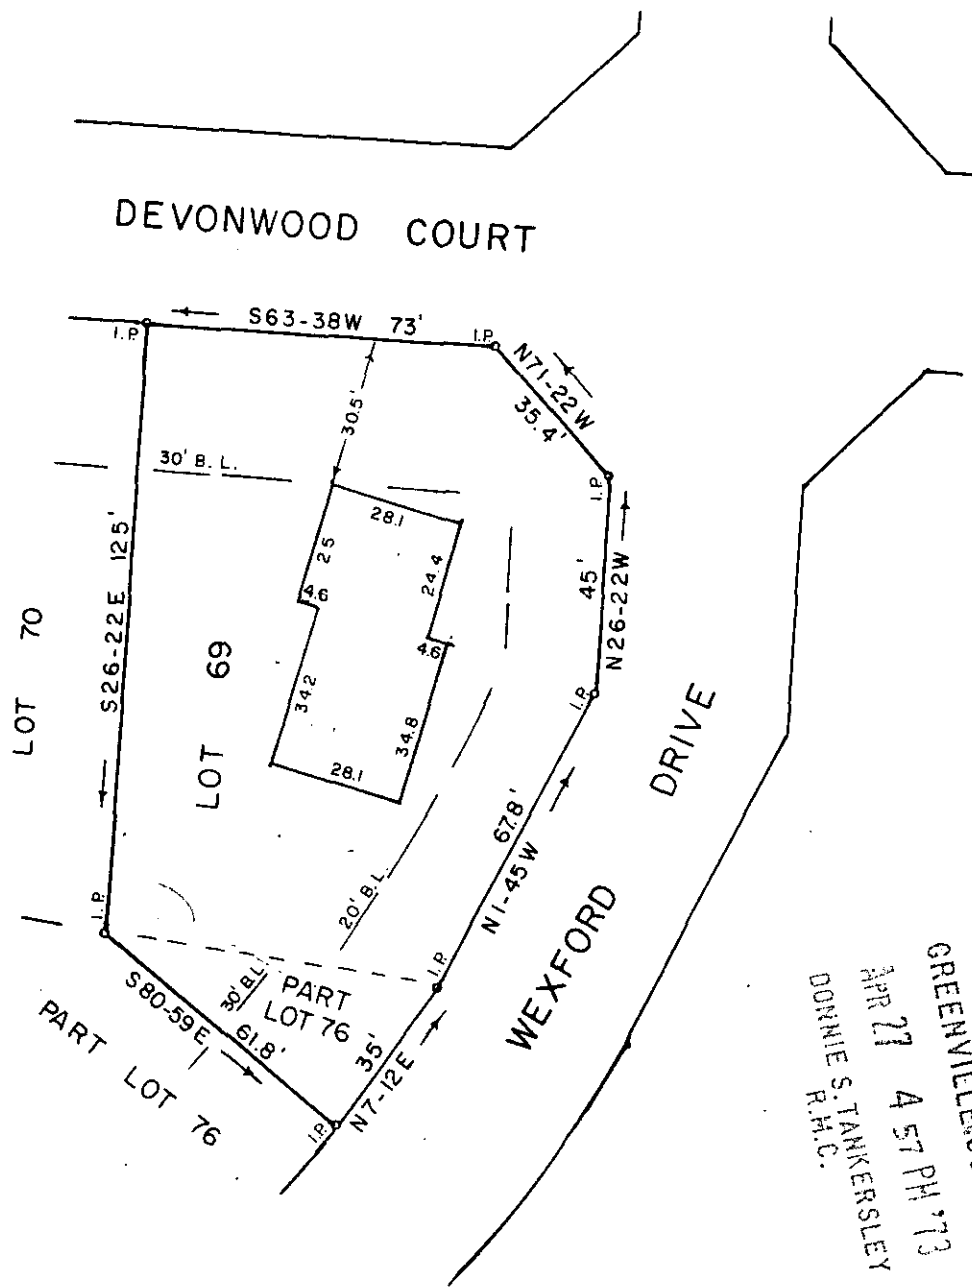 DEVONWOOD COURT
S63-38W 73'
I.P.
I.P.
N71-22W
35.4'
30.5'
30' B.L.
I.P.
28.1
25
24.4
4.6
4.6
S26-22E 125'
45'
N26-22W
LOT 70
LOT 69
34.2
34.8
28.1
I.P.
DRIVE
67.8'
N1-45W
20' B.L.
I.P.
I.P.
WEXFORD
30' B.L.
PART
LOT 76
S80-59E
61.8'
35'
N7-12E
PART
LOT 76
I.P.
APR 27 4 57 PM '73
DONNIE S. TANKERSLEY
R.M.C.